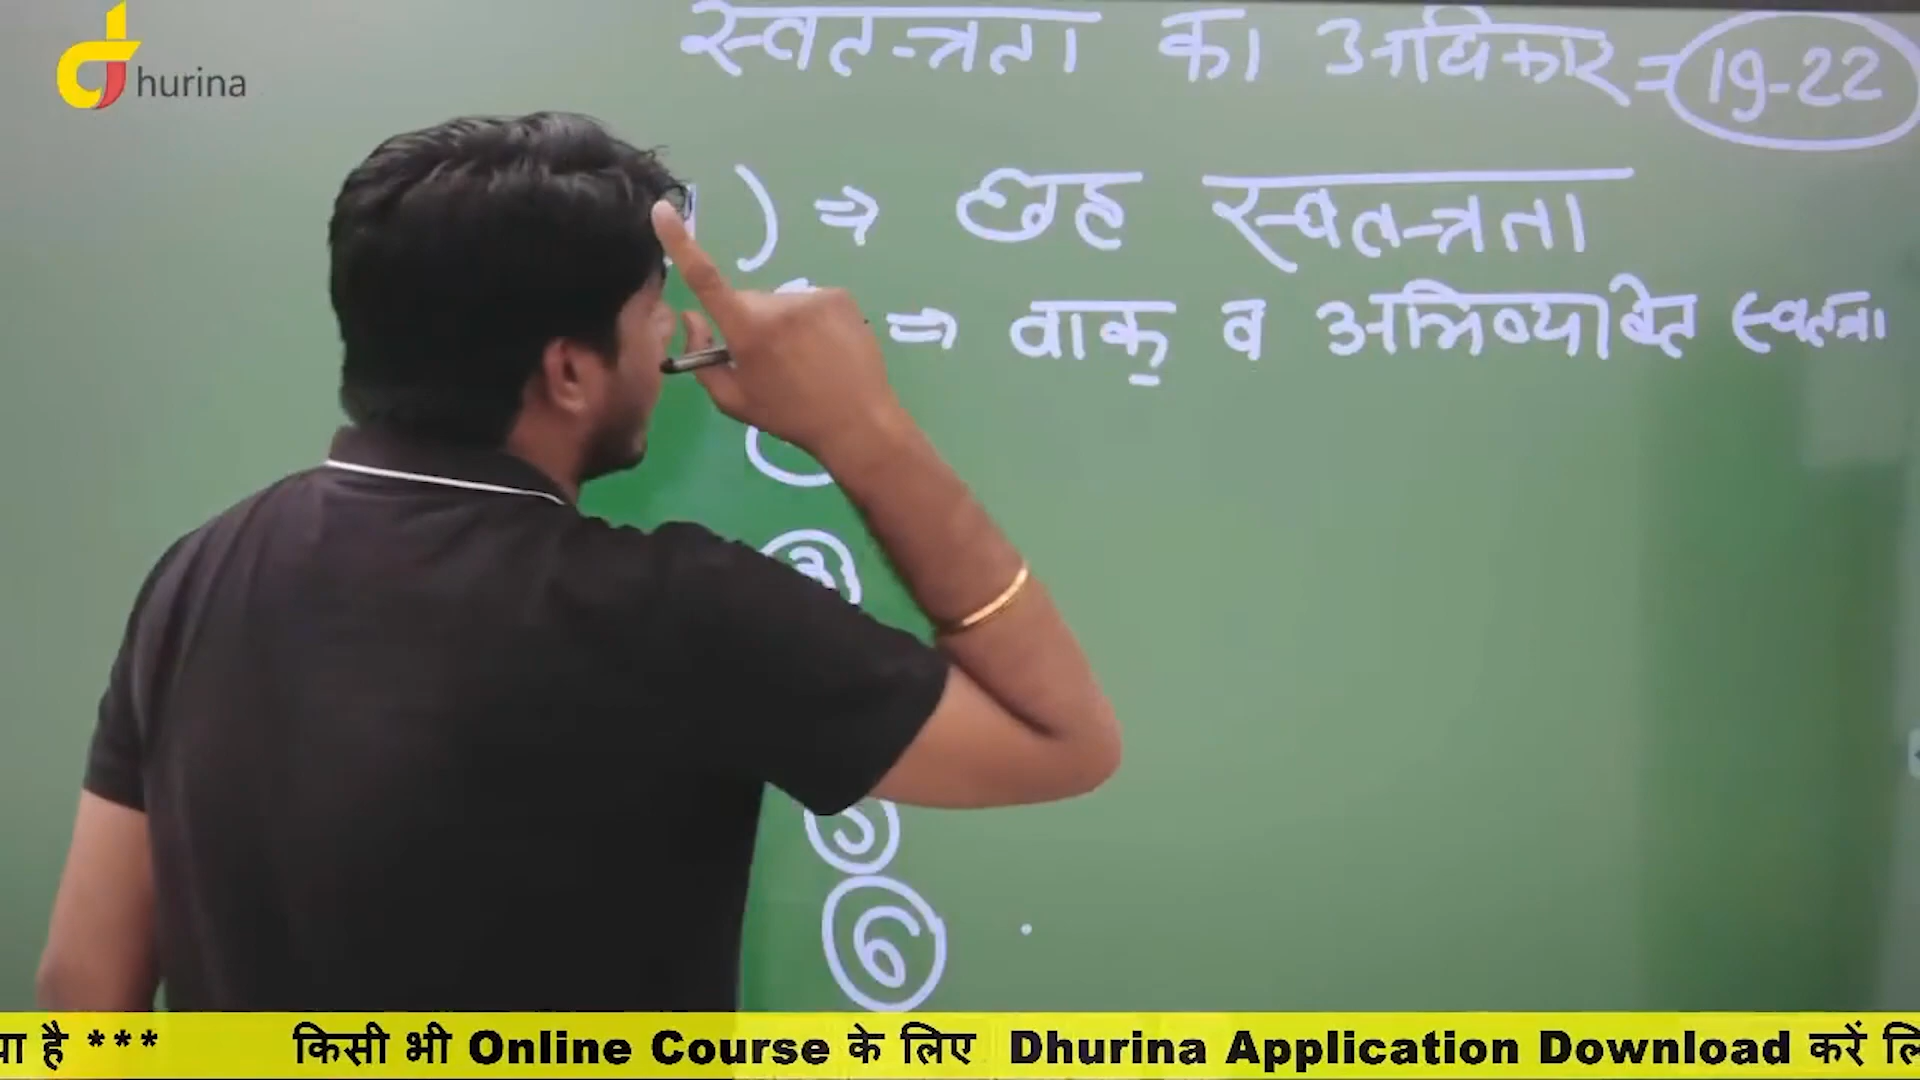 Dhurina
स्वतन्त्रता का अधिकार = 19-22
) ⇒ छह स्वतन्त्रता
⇒ वाक् व अभिव्यक्ति स्वतन्त्रता
3
5
6
या है *** किसी भी Online Course के लिए Dhurina Application Download करें लि